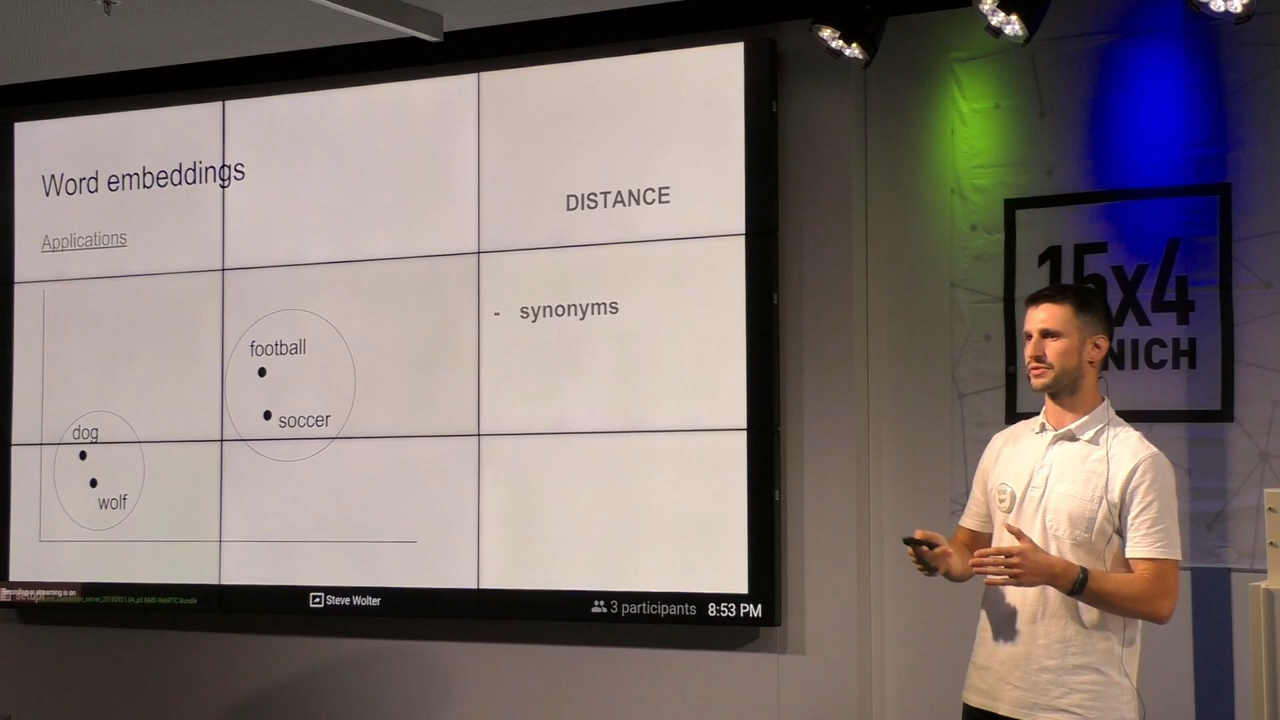 Word embeddings
Applications
DISTANCE
- synonyms
football
soccer
dog
wolf
Steve Wolter
3 participants 8:53 PM
15x4
NICH